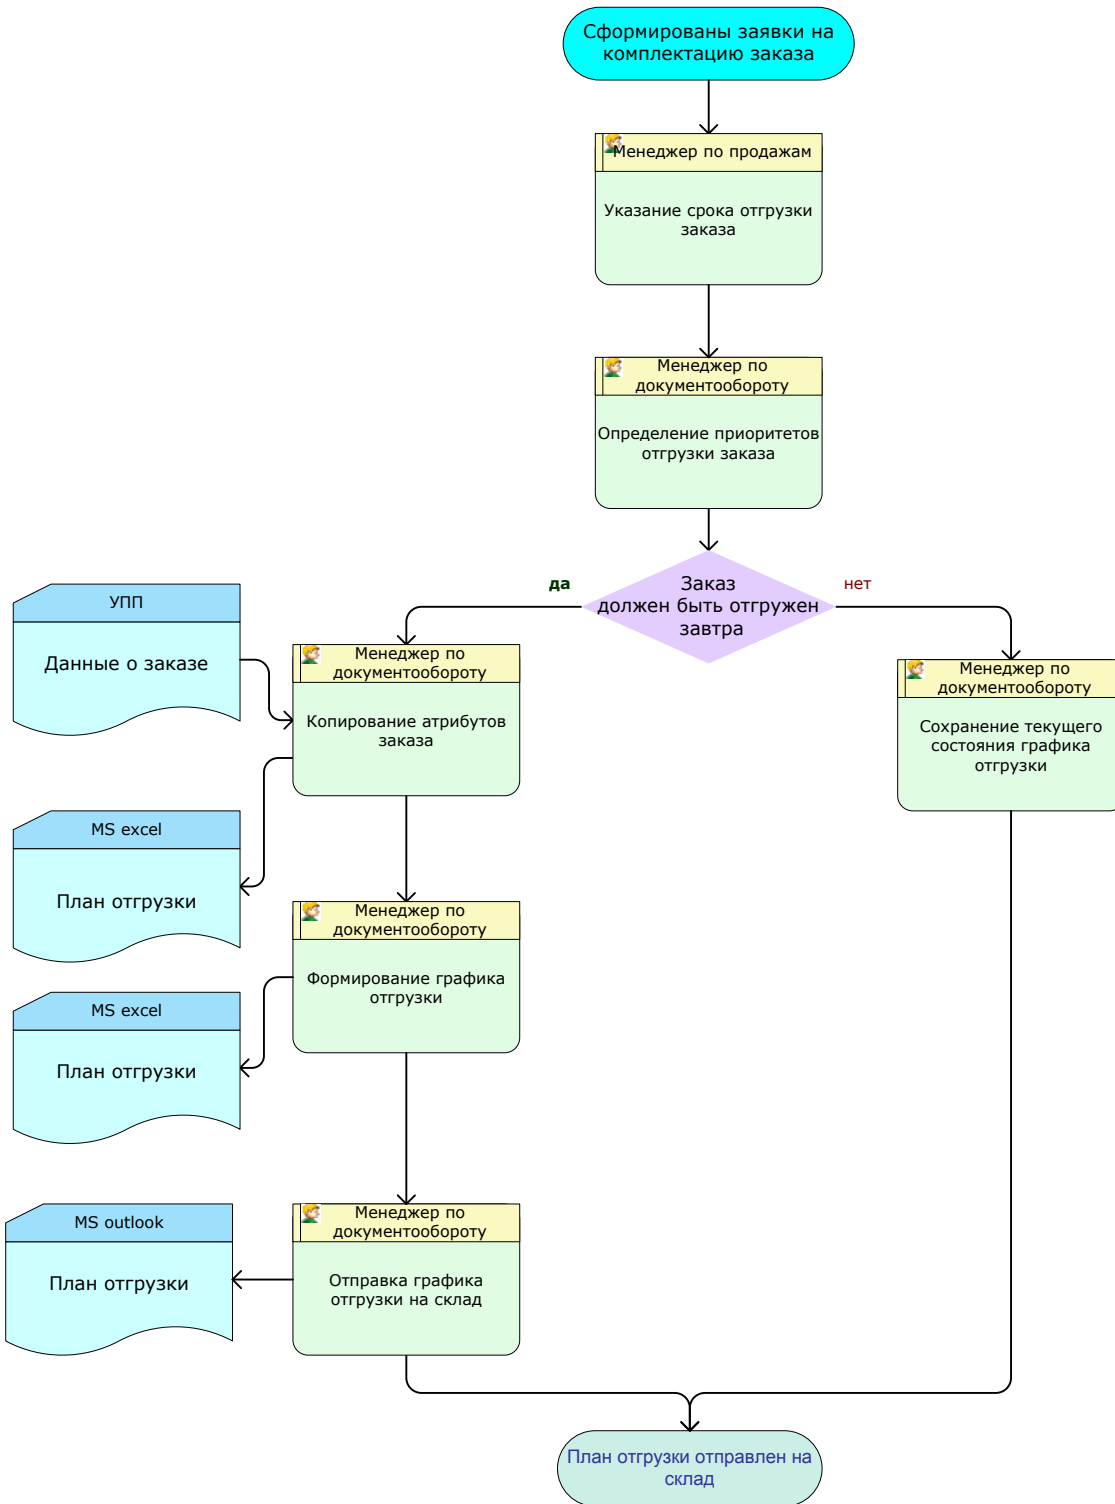 Сформированы заявки на
комплектацию заказа
Менеджер по продажам
Указание срока отгрузки
заказа
Менеджер по
документообороту
Определение приоритетов
отгрузки заказа
да
Заказ
должен быть отгружен
завтра
нет
УПП
Данные о заказе
Менеджер по
документообороту
Копирование атрибутов
заказа
Менеджер по
документообороту
Сохранение текущего
состояния графика
отгрузки
MS excel
План отгрузки
Менеджер по
документообороту
Формирование графика
отгрузки
MS excel
План отгрузки
MS outlook
План отгрузки
Менеджер по
документообороту
Отправка графика
отгрузки на склад
План отгрузки отправлен на
склад